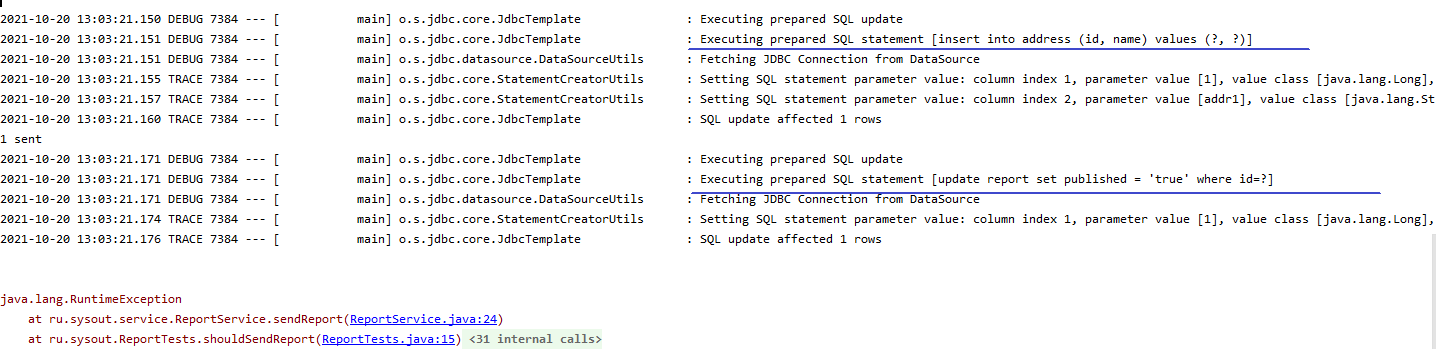 2021-10-20 13:03:21.150 DEBUG 7384 --- [           main] o.s.jdbc.core.JdbcTemplate               : Executing prepared SQL update
2021-10-20 13:03:21.151 DEBUG 7384 --- [           main] o.s.jdbc.core.JdbcTemplate               : Executing prepared SQL statement [insert into address (id, name) values (?, ?)]
2021-10-20 13:03:21.151 DEBUG 7384 --- [           main] o.s.jdbc.datasource.DataSourceUtils      : Fetching JDBC Connection from DataSource
2021-10-20 13:03:21.155 TRACE 7384 --- [           main] o.s.jdbc.core.StatementCreatorUtils      : Setting SQL statement parameter value: column index 1, parameter value [1], value class [java.lang.Long],
2021-10-20 13:03:21.157 TRACE 7384 --- [           main] o.s.jdbc.core.StatementCreatorUtils      : Setting SQL statement parameter value: column index 2, parameter value [addr1], value class [java.lang.St
2021-10-20 13:03:21.160 TRACE 7384 --- [           main] o.s.jdbc.core.JdbcTemplate               : SQL update affected 1 rows
1 sent
2021-10-20 13:03:21.171 DEBUG 7384 --- [           main] o.s.jdbc.core.JdbcTemplate               : Executing prepared SQL update
2021-10-20 13:03:21.171 DEBUG 7384 --- [           main] o.s.jdbc.core.JdbcTemplate               : Executing prepared SQL statement [update report set published = 'true' where id=?]
2021-10-20 13:03:21.171 DEBUG 7384 --- [           main] o.s.jdbc.datasource.DataSourceUtils      : Fetching JDBC Connection from DataSource
2021-10-20 13:03:21.174 TRACE 7384 --- [           main] o.s.jdbc.core.StatementCreatorUtils      : Setting SQL statement parameter value: column index 1, parameter value [1], value class [java.lang.Long],
2021-10-20 13:03:21.176 TRACE 7384 --- [           main] o.s.jdbc.core.JdbcTemplate               : SQL update affected 1 rows
java.lang.RuntimeException
    at ru.sysout.service.ReportService.sendReport(ReportService.java:24)
    at ru.sysout.ReportTests.shouldSendReport(ReportTests.java:15) <31 internal calls>